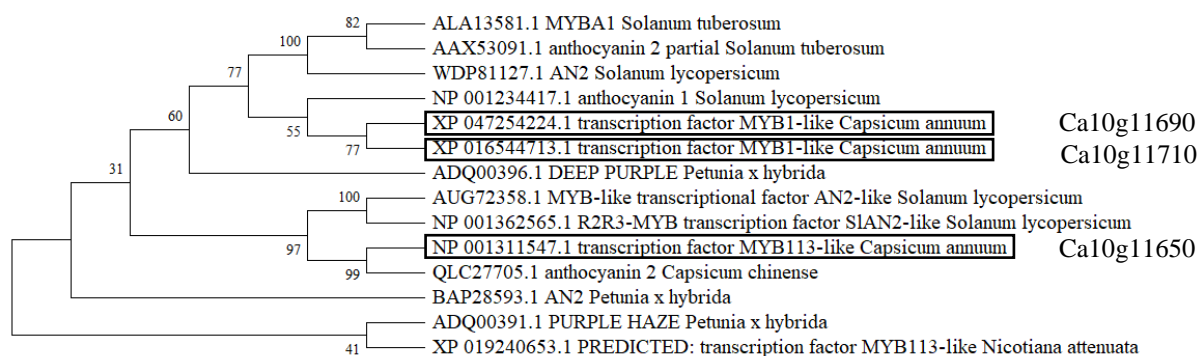 82 ALA13581.1 MYBA1 Solanum tuberosum
100 AAX53091.1 anthocyanin 2 partial Solanum tuberosum
77 WDP81127.1 AN2 Solanum lycopersicum
60 NP 001234417.1 anthocyanin 1 Solanum lycopersicum
55 XP 047254224.1 transcription factor MYB1-like Capsicum annuum Ca10g11690
77 XP 016544713.1 transcription factor MYB1-like Capsicum annuum Ca10g11710
31 ADQ00396.1 DEEP PURPLE Petunia x hybrida
100 AUG72358.1 MYB-like transcriptional factor AN2-like Solanum lycopersicum
NP 001362565.1 R2R3-MYB transcription factor SlAN2-like Solanum lycopersicum
97 NP 001311547.1 transcription factor MYB113-like Capsicum annuum Ca10g11650
99 QLC27705.1 anthocyanin 2 Capsicum chinense
BAP28593.1 AN2 Petunia x hybrida
ADQ00391.1 PURPLE HAZE Petunia x hybrida
41 XP 019240653.1 PREDICTED: transcription factor MYB113-like Nicotiana attenuata